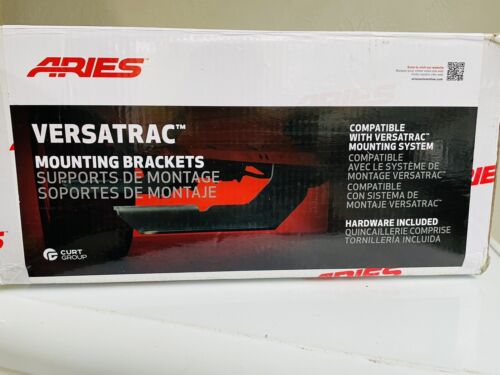 ARIES
VERSATRAC™
MOUNTING BRACKETS
SUPPORTS DE MONTAGE
SOPORTES DE MONTAJE
CURT
GROUP
COMPATIBLE
WITH VERSATRAC™
MOUNTING SYSTEM
COMPATIBLE
AVEC LE SYSTÈME DE
MONTAGE VERSATRAC™
COMPATIBLE
CON SISTEMA DE
MONTAJE VERSATRAC™
HARDWARE INCLUDED
QUINCAILLERIE COMPRISE
TORNILLERÍA INCLUIDA
ARIES
ARIES